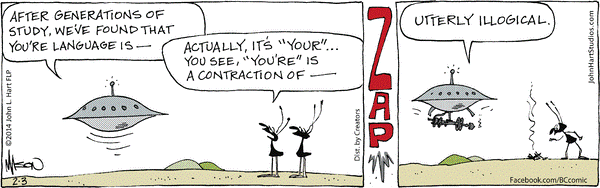 AFTER GENERATIONS OF
STUDY, WE'VE FOUND THAT
YOU'RE LANGUAGE IS —
ACTUALLY, IT'S "YOUR"...
YOU SEE, "YOU'RE" IS
A CONTRACTION OF —
©2014 John L. Hart FLP
2-3
Dist. by Creators
ZAP
UTTERLY ILLOGICAL.
JohnHartStudios.com
Facebook.com/BCcomic